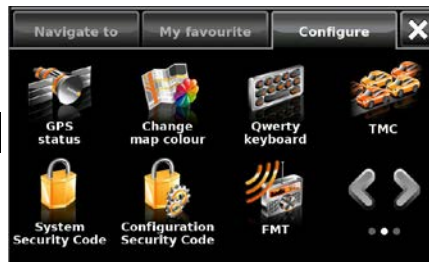 Navigate to My favourite Configure
GPS status
Change map colour
Qwerty keyboard
TMC
System Security Code
Configuration Security Code
FMT